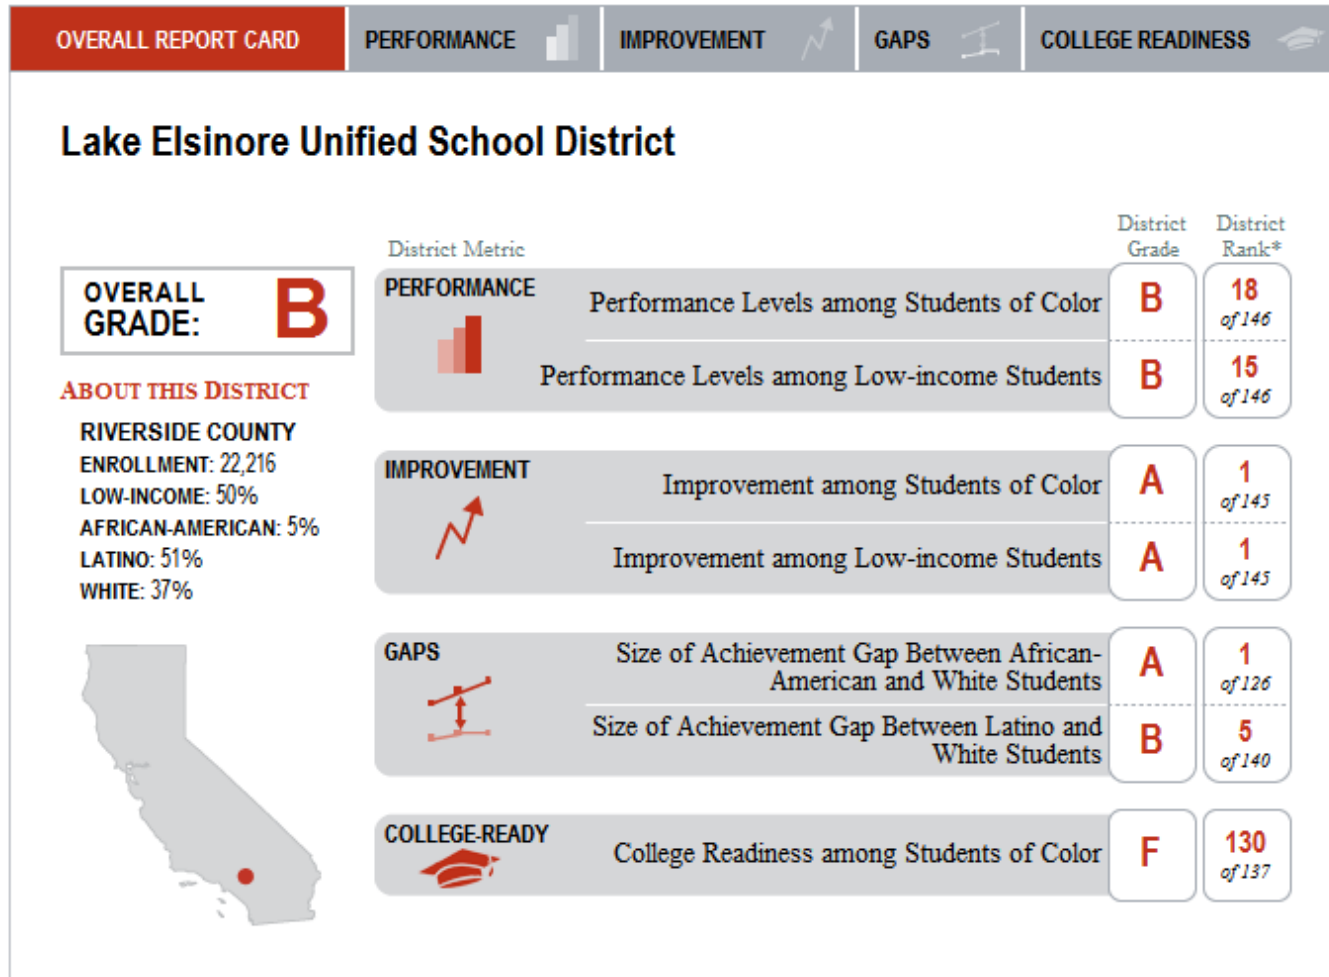 OVERALL REPORT CARD
PERFORMANCE
IMPROVEMENT
GAPS
COLLEGE READINESS
Lake Elsinore Unified School District
OVERALL
GRADE:
B
ABOUT THIS DISTRICT
RIVERSIDE COUNTY
ENROLLMENT: 22,216
LOW-INCOME: 50%
AFRICAN-AMERICAN: 5%
LATINO: 51%
WHITE: 37%
District Metric
District
Grade
District
Rank*
PERFORMANCE
Performance Levels among Students of Color
B
18
of 146
Performance Levels among Low-income Students
B
15
of 146
IMPROVEMENT
Improvement among Students of Color
A
1
of 145
Improvement among Low-income Students
A
1
of 145
GAPS
Size of Achievement Gap Between African-
American and White Students
A
1
of 126
Size of Achievement Gap Between Latino and
White Students
B
5
of 140
COLLEGE-READY
College Readiness among Students of Color
F
130
of 137